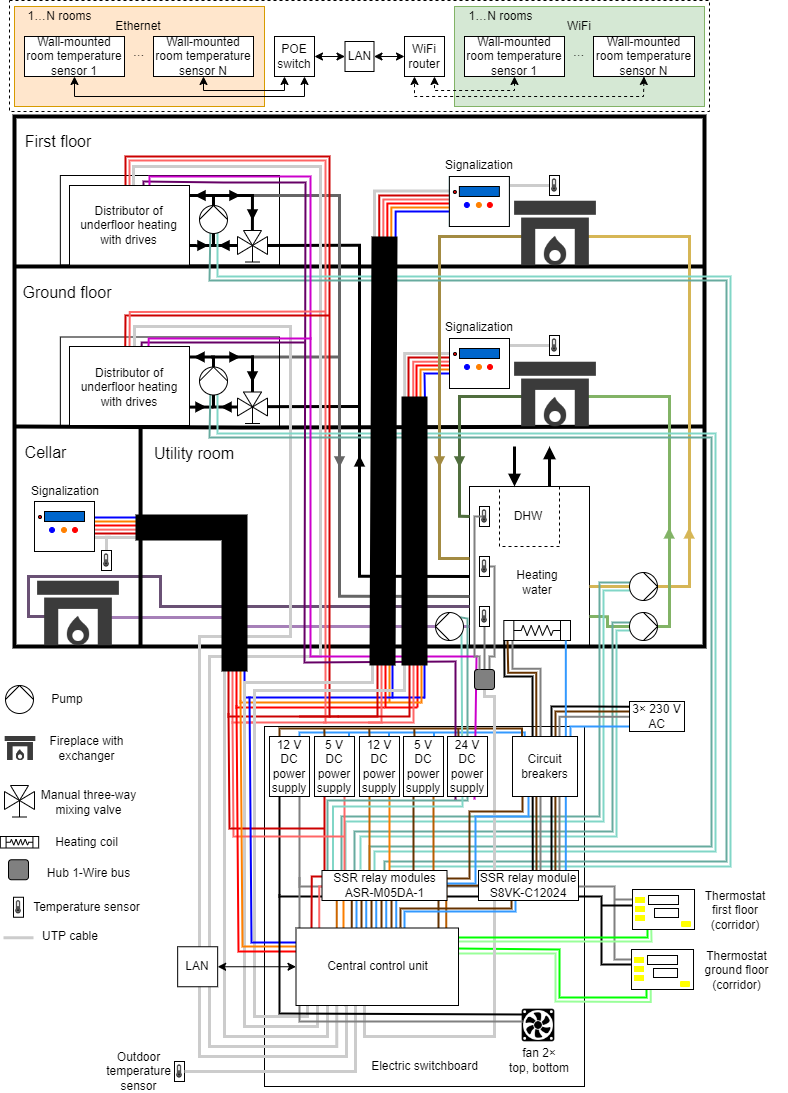 1...N rooms
Ethernet
Wall-mounted
room temperature
sensor 1
...
Wall-mounted
room temperature
sensor N
POE
switch
LAN
WiFi
router
1...N rooms
WiFi
Wall-mounted
room temperature
sensor 1
...
Wall-mounted
room temperature
sensor N
First floor
Distributor of
underfloor heating
with drives
Signalization
Ground floor
Distributor of
underfloor heating
with drives
Signalization
Cellar
Signalization
Utility room
DHW
Heating
water
Pump
Fireplace with
exchanger
Manual three-way
mixing valve
Heating coil
Hub 1-Wire bus
Temperature sensor
UTP cable
3× 230 V
AC
12 V
DC
power
supply
5 V
DC
power
supply
12 V
DC
power
supply
5 V
DC
power
supply
24 V
DC
power
supply
Circuit
breakers
SSR relay modules
ASR-M05DA-1
SSR relay module
S8VK-C12024
Thermostat
first floor
(corridor)
Thermostat
ground floor
(corridor)
LAN
Central control unit
fan 2×
top, bottom
Electric switchboard
Outdoor
temperature
sensor